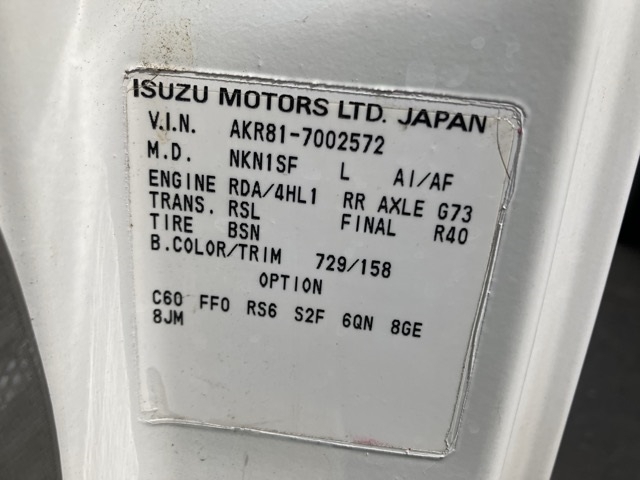 ISUZU MOTORS LTD. JAPAN
V.I.N. AKR81-7002572
M.D. NKN1SF L AI/AF
ENGINE RDA/4HL1 RR AXLE G73
TRANS. RSL FINAL R40
TIRE BSN
B.COLOR/TRIM 729/158
OPTION
C60 FF0 RS6 S2F 6QN 8GE
8JM